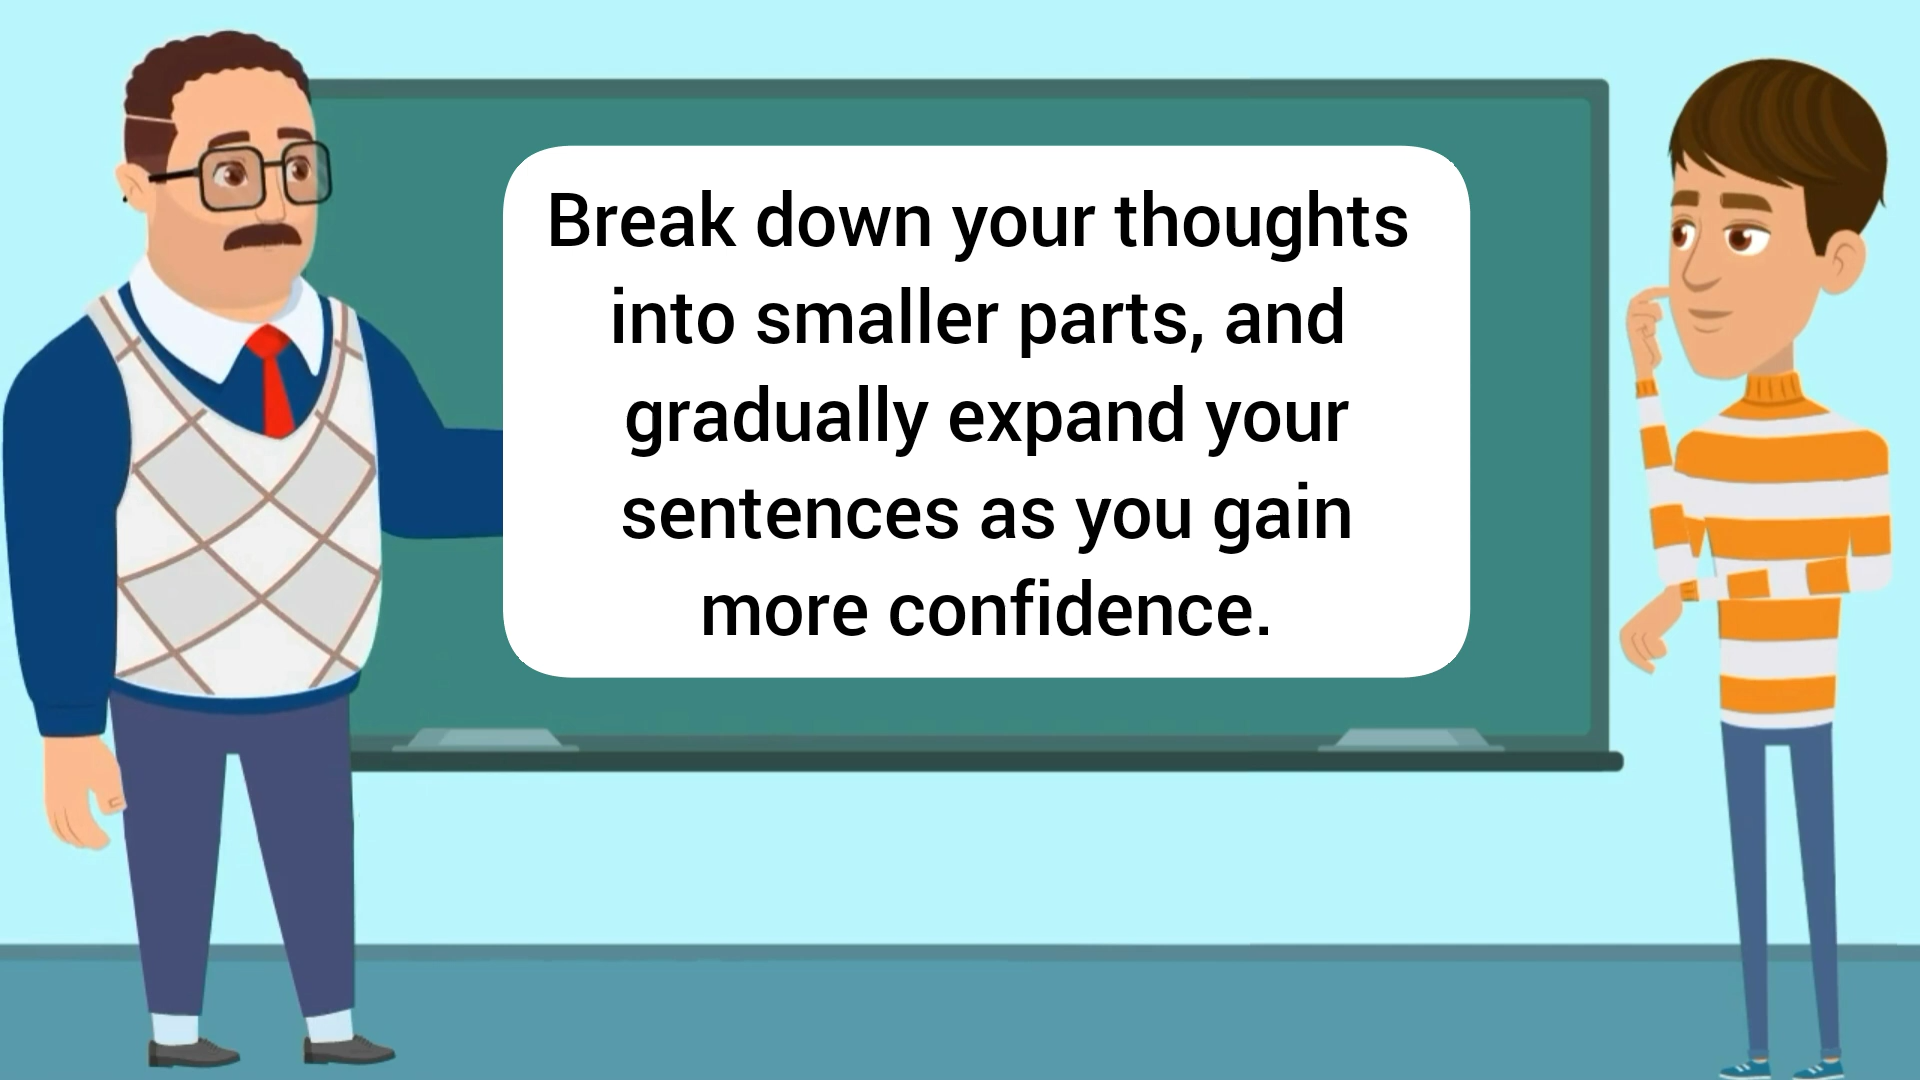 Break down your thoughts
into smaller parts, and
gradually expand your
sentences as you gain
more confidence.